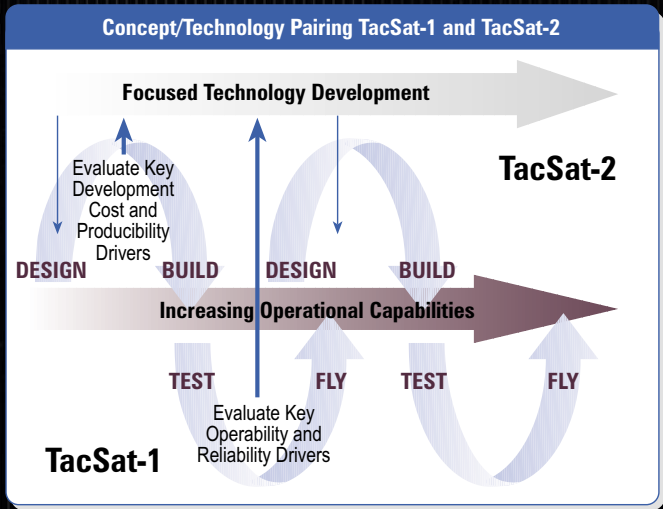 Concept/Technology Pairing TacSat-1 and TacSat-2
Focused Technology Development
TacSat-2
Evaluate Key
Development
Cost and
Producibility
Drivers
DESIGN BUILD DESIGN BUILD
Increasing Operational Capabilities
TEST FLY TEST FLY
Evaluate Key
Operability and
Reliability Drivers
TacSat-1